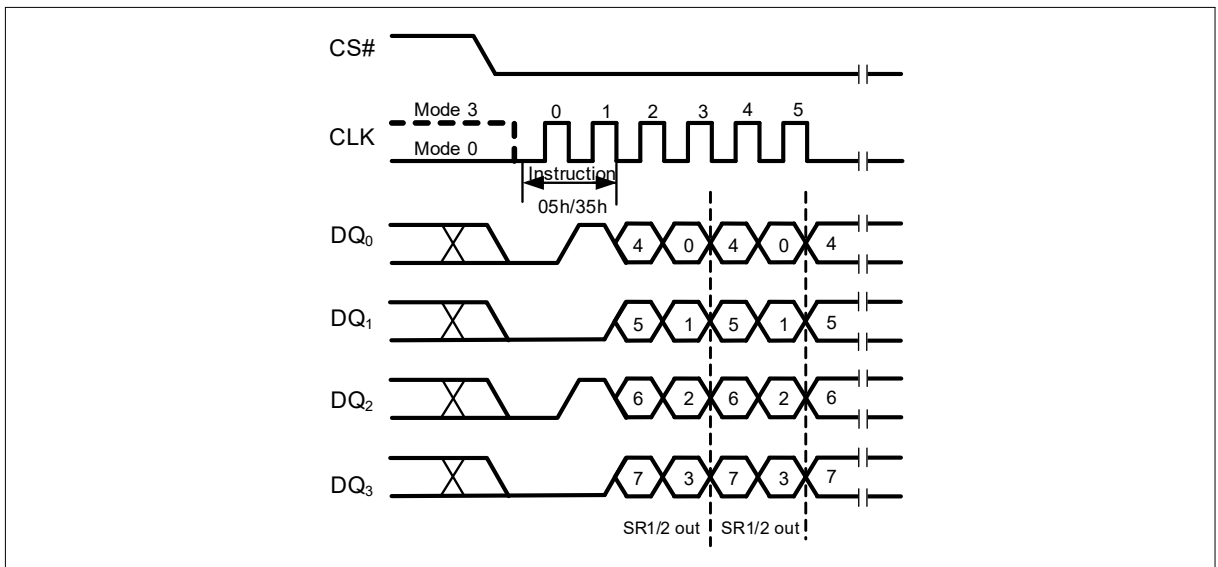 CS#
Mode 3 0 1 2 3 4 5
CLK
Mode 0
Instruction
05h/35h
DQ0 4 0 4 0 4
DQ1 5 1 5 1 5
DQ2 6 2 6 2 6
DQ3 7 3 7 3 7
SR1/2 out SR1/2 out